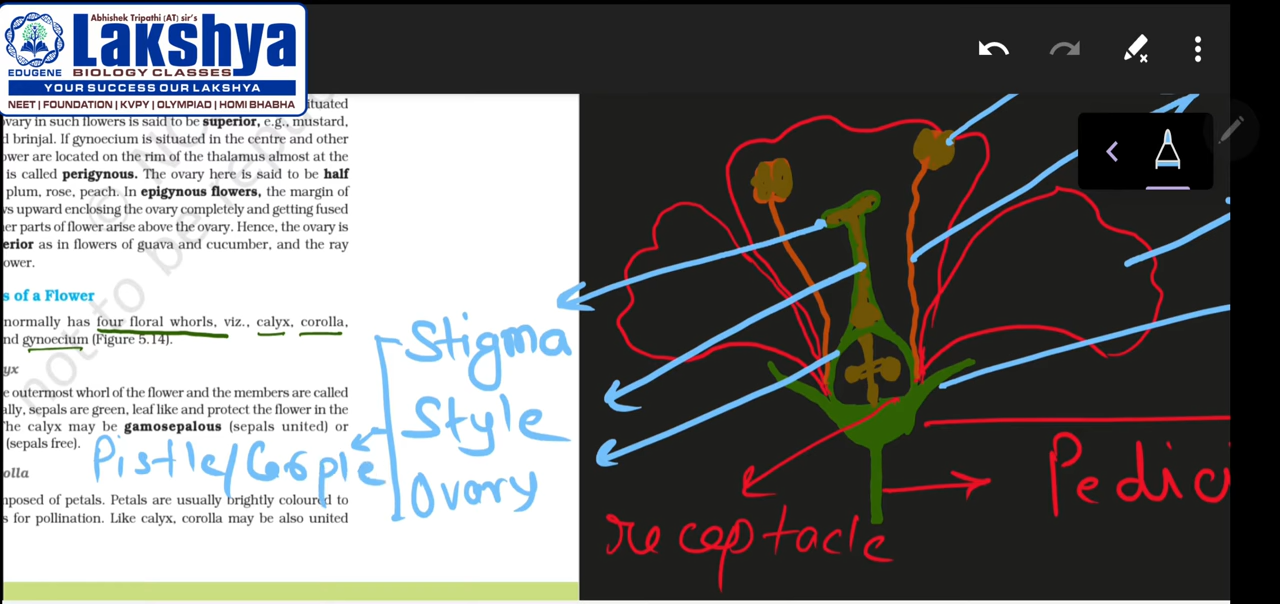 Abhishek Tripathi (AT) sir's
Lakshya
EDUGENE
BIOLOGY CLASSES
YOUR SUCCESS OUR LAKSHYA
NEET | FOUNDATION | KVPY | OLYMPIAD | HOMI BHABHA
ituated
vary in such flowers is said to be superior, e.g., mustard,
d brinjal. If gynoecium is situated in the centre and other
ower are located on the rim of the thalamus almost at the
is called perigynous. The ovary here is said to be half
plum, rose, peach. In epigynous flowers, the margin of
vs upward enclosing the ovary completely and getting fused
er parts of flower arise above the ovary. Hence, the ovary is
erior as in flowers of guava and cucumber, and the ray
ower.
s of a Flower
normally has four floral whorls, viz., calyx, corolla,
nd gynoecium (Figure 5.14).
yx
e outermost whorl of the flower and the members are called
ally, sepals are green, leaf like and protect the flower in the
he calyx may be gamosepalous (sepals united) or
(sepals free).
olla
nposed of petals. Petals are usually brightly coloured to
s for pollination. Like calyx, corolla may be also united
not to be rep
Stigma
Style
Pistle/Carple
Ovary
receptacle
Pedic